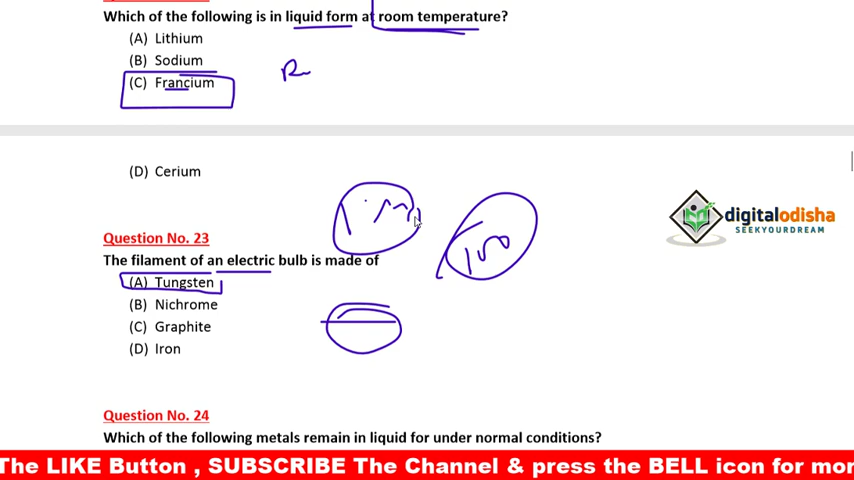 Which of the following is in liquid form at room temperature?
(A) Lithium
(B) Sodium
(C) Francium
(D) Cerium
digitalodisha
SEEKYOURDREAM
Question No. 23
The filament of an electric bulb is made of
(A) Tungsten
(B) Nichrome
(C) Graphite
(D) Iron
Question No. 24
Which of the following metals remain in liquid for under normal conditions?
The LIKE Button , SUBSCRIBE The Channel & press the BELL icon for mor